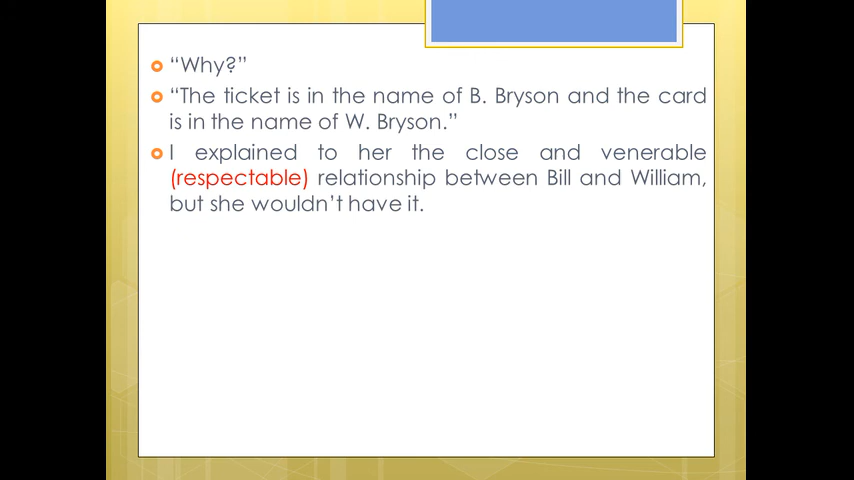 “Why?”
“The ticket is in the name of B. Bryson and the card
is in the name of W. Bryson.”
I explained to her the close and venerable
(respectable) relationship between Bill and William,
but she wouldn’t have it.